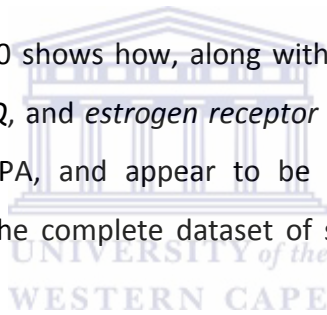 0 shows how, along with
Q, and estrogen receptor
PA, and appear to be
he complete dataset of s
UNIVERSITY of the
WESTERN CAPE